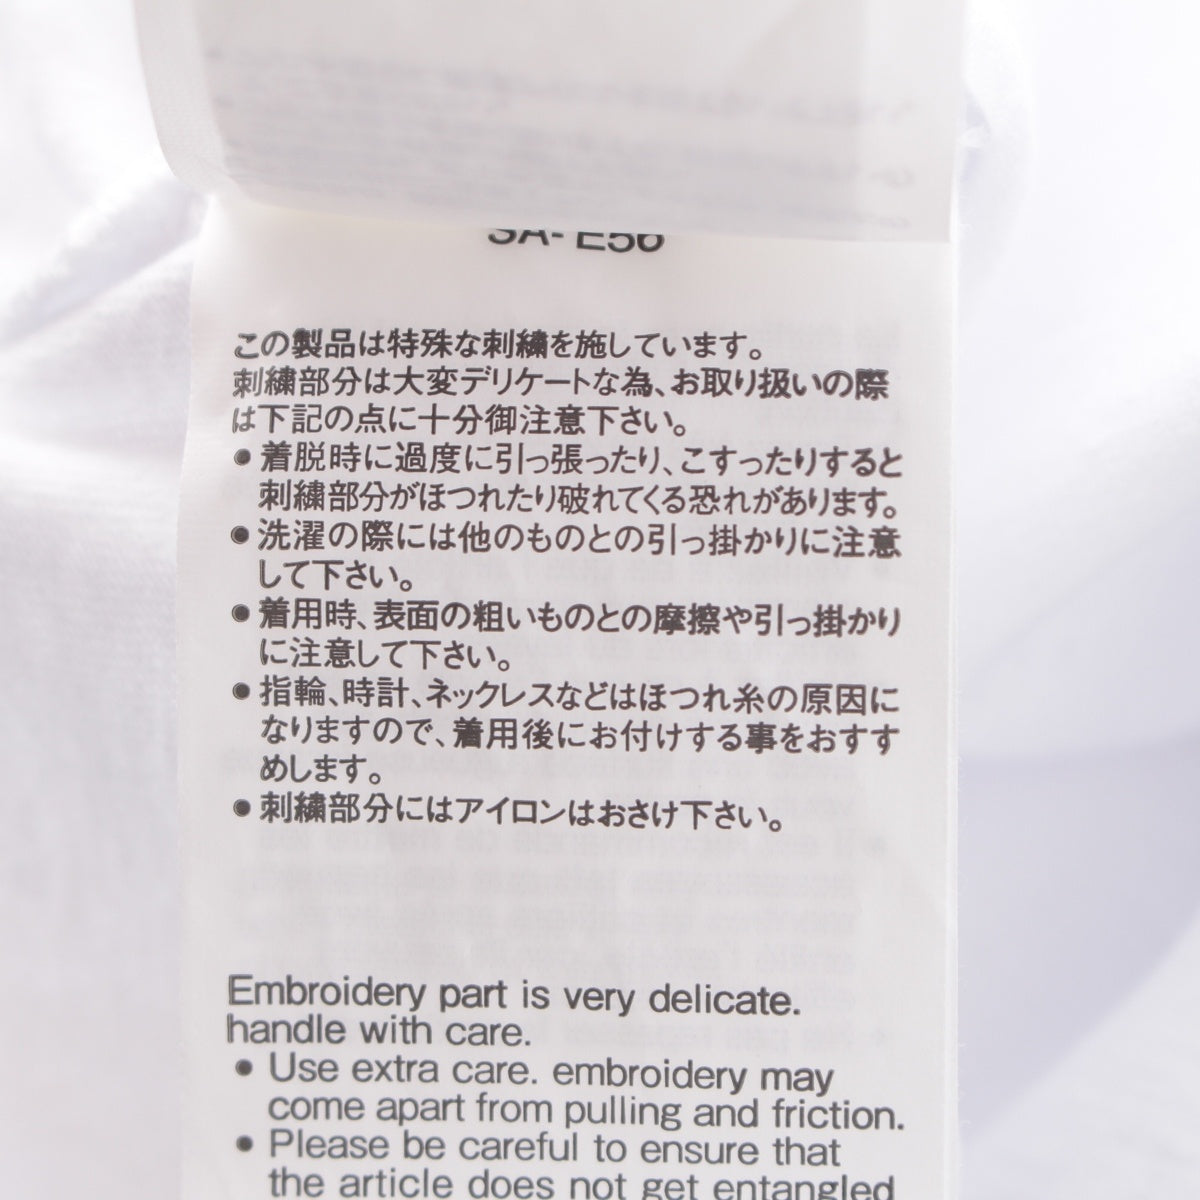 SA-E56
この製品は特殊な刺繍を施しています。
刺繍部分は大変デリケートな為、お取り扱いの際
は下記の点に十分御注意下さい。
●着脱時に過度に引っ張ったり、こすったりすると
刺繍部分がほつれたり破れてくる恐れがあります。
●洗濯の際には他のものとの引っ掛かりに注意
して下さい。
●着用時、表面の粗いものとの摩擦や引っ掛かり
に注意して下さい。
●指輪、時計、ネックレスなどはほつれ糸の原因に
なりますので、着用後にお付けする事をおすす
めします。
●刺繍部分にはアイロンはおさけ下さい。
Embroidery part is very delicate.
handle with care.
● Use extra care. embroidery may
come apart from pulling and friction.
● Please be careful to ensure that
the article does not get entangled